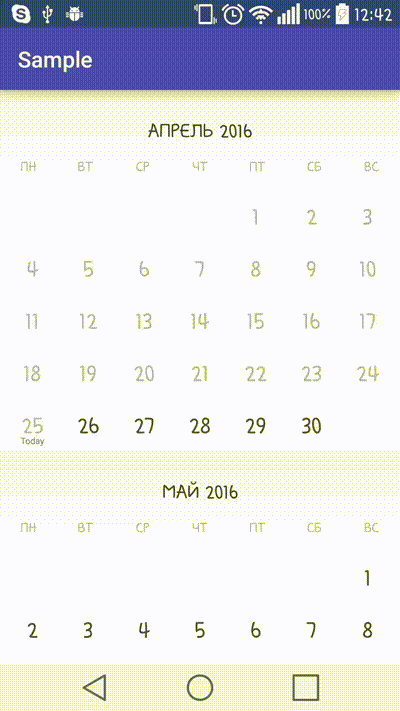 100% 12:42
Sample
АПРЕЛЬ 2016
ПН ВТ СР ЧТ ПТ СБ ВС
1 2 3
4 5 6 7 8 9 10
11 12 13 14 15 16 17
18 19 20 21 22 23 24
25 26 27 28 29 30
Today
МАЙ 2016
ПН ВТ СР ЧТ ПТ СБ ВС
1
2 3 4 5 6 7 8